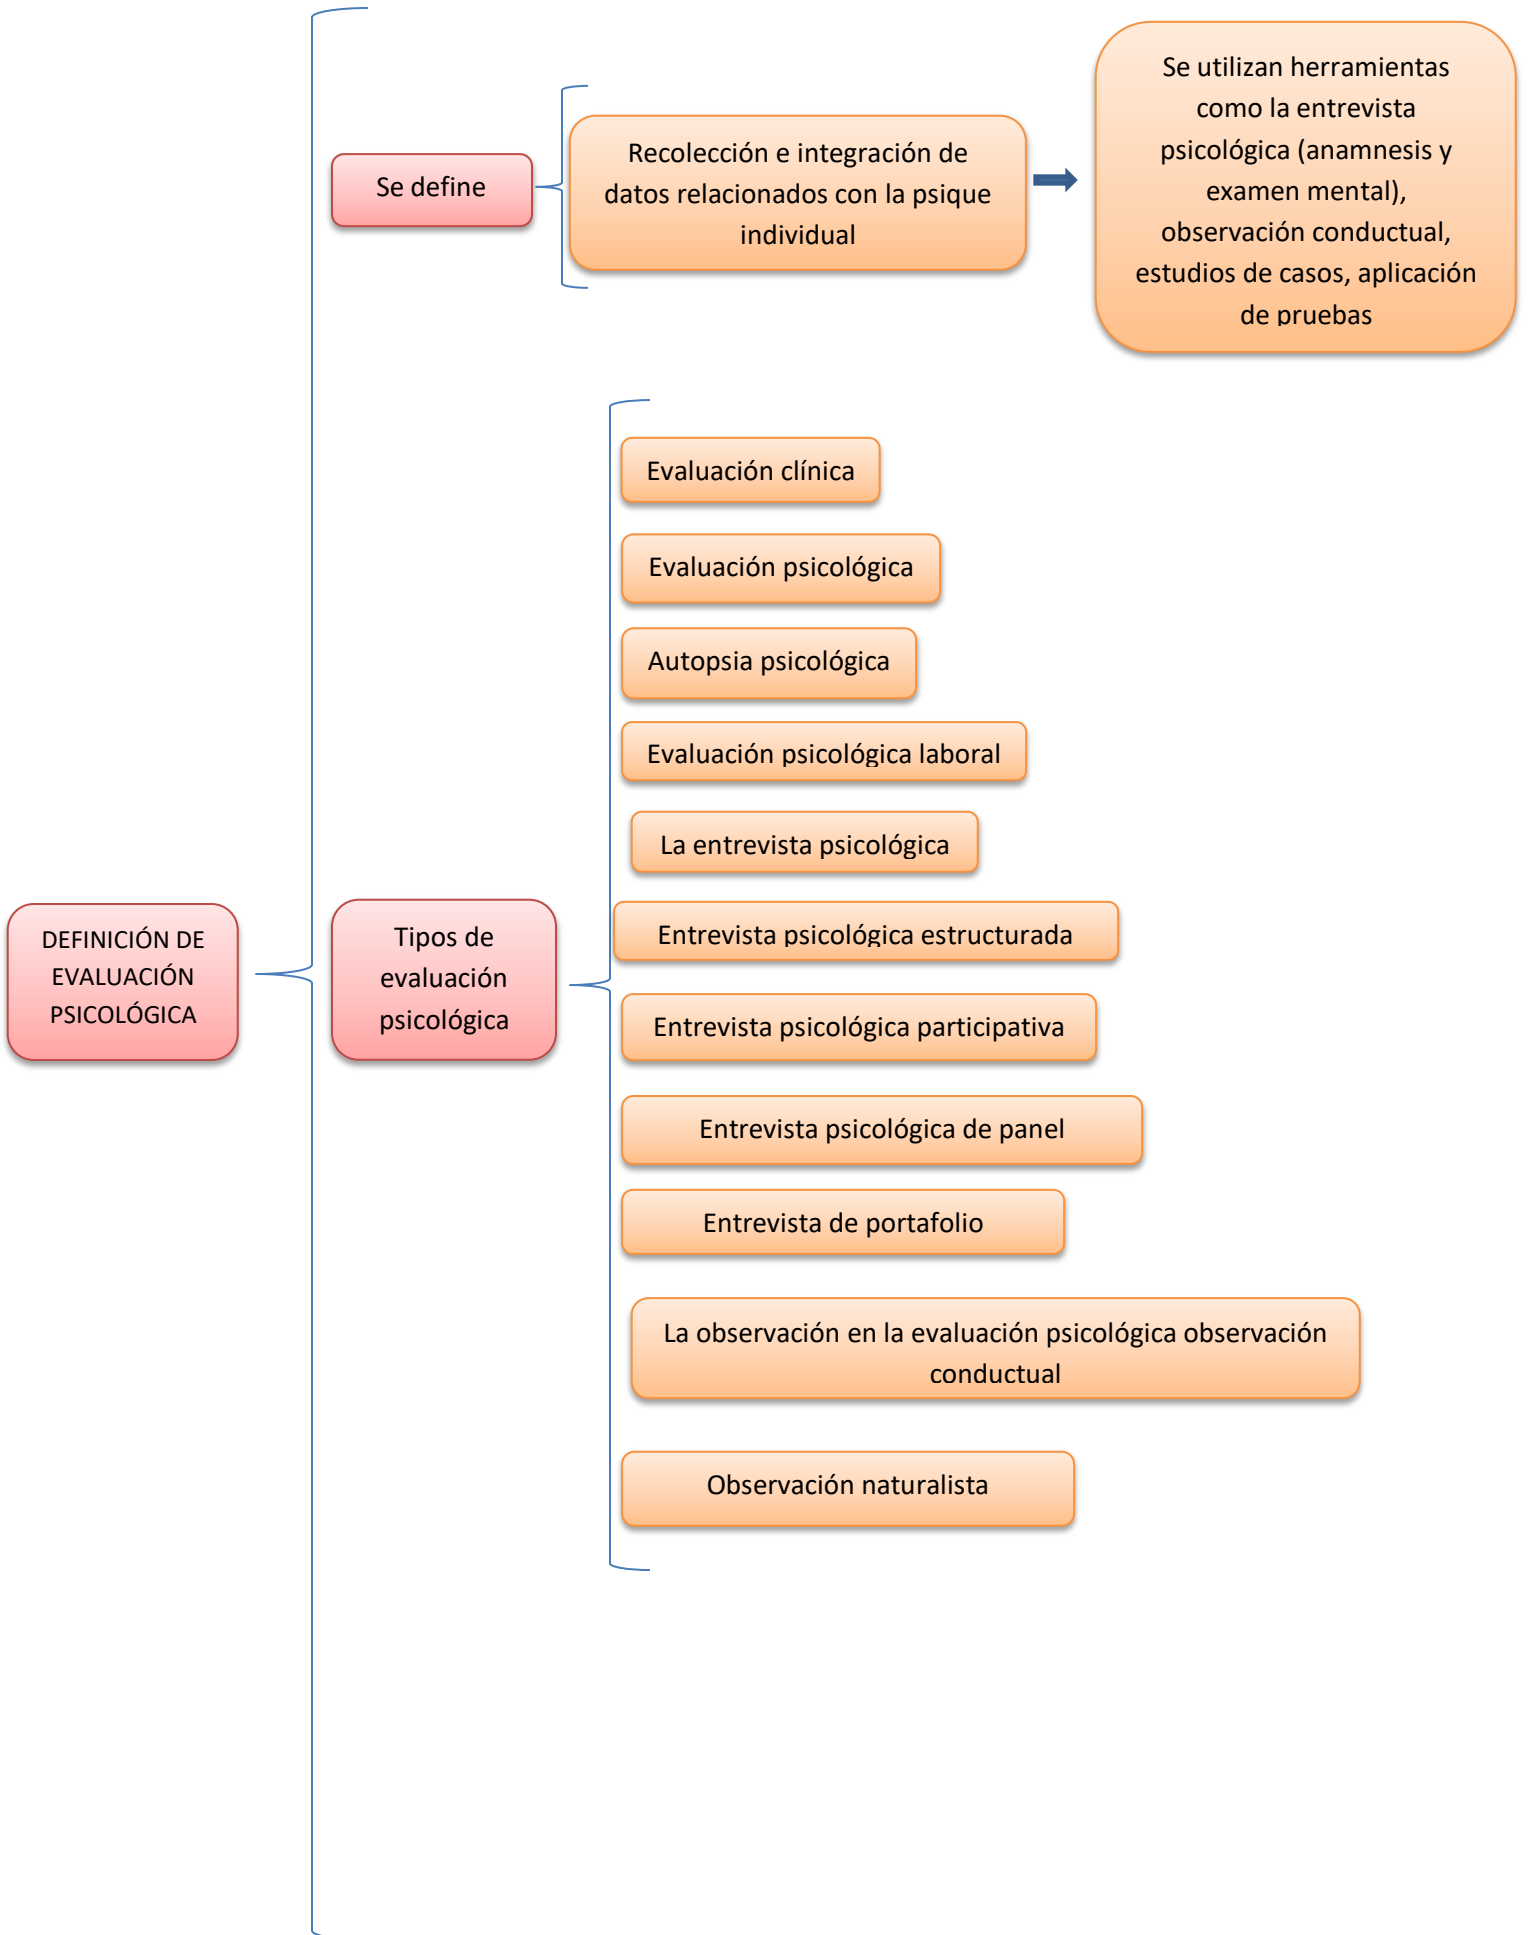 Se define
Recolección e integración de
datos relacionados con la psique
individual
Se utilizan herramientas
como la entrevista
psicológica (anamnesis y
examen mental),
observación conductual,
estudios de casos, aplicación
de pruebas
DEFINICIÓN DE
EVALUACIÓN
PSICOLÓGICA
Tipos de
evaluación
psicológica
Evaluación clínica
Evaluación psicológica
Autopsia psicológica
Evaluación psicológica laboral
La entrevista psicológica
Entrevista psicológica estructurada
Entrevista psicológica participativa
Entrevista psicológica de panel
Entrevista de portafolio
La observación en la evaluación psicológica observación
conductual
Observación naturalista